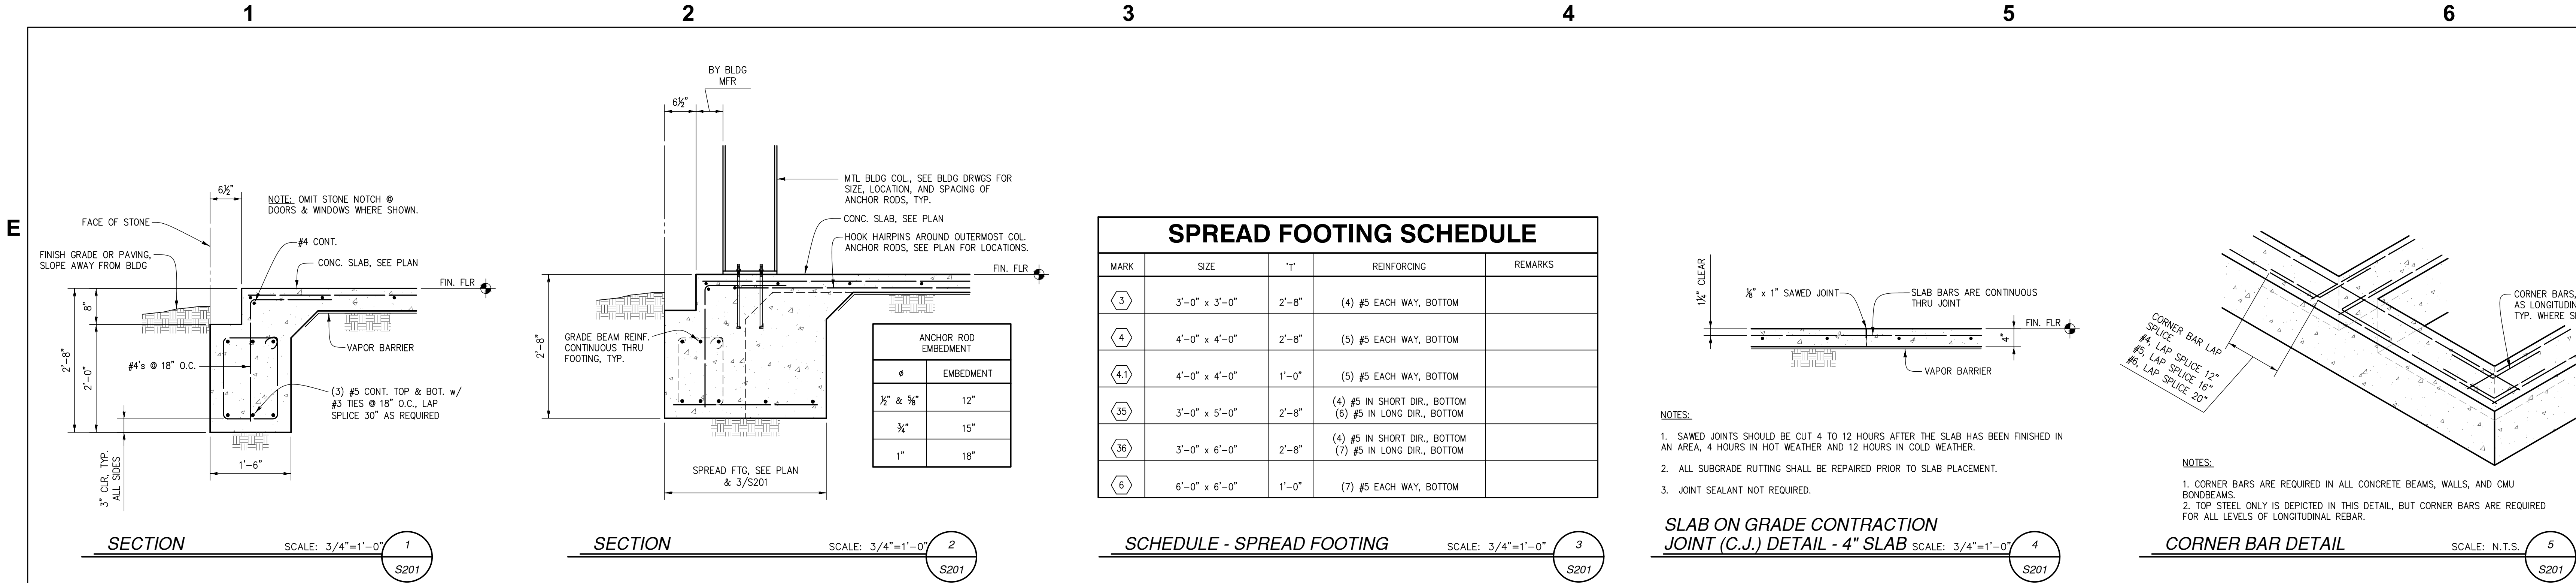 1
2
3
4
5
6
E
6½"
NOTE: OMIT STONE NOTCH @
DOORS & WINDOWS WHERE SHOWN.
FACE OF STONE
#4 CONT.
FINISH GRADE OR PAVING,
SLOPE AWAY FROM BLDG
CONC. SLAB, SEE PLAN
FIN. FLR
8"
2'-8"
2'-0"
VAPOR BARRIER
#4's @ 18" O.C.
(3) #5 CONT. TOP & BOT. w/
#3 TIES @ 18" O.C., LAP
SPLICE 30" AS REQUIRED
1'-6"
3" CLR, TYP.
ALL SIDES
SECTION
SCALE: 3/4"=1'-0"
1
S201
BY BLDG
MFR
6½"
MTL BLDG COL., SEE BLDG DRWGS FOR
SIZE, LOCATION, AND SPACING OF
ANCHOR RODS, TYP.
CONC. SLAB, SEE PLAN
HOOK HAIRPINS AROUND OUTERMOST COL.
ANCHOR RODS, SEE PLAN FOR LOCATIONS.
FIN. FLR
2'-8"
GRADE BEAM REINF.
CONTINUOUS THRU
FOOTING, TYP.
ANCHOR ROD
EMBEDMENT
ø EMBEDMENT
½" & ⅝" 12"
¾" 15"
1" 18"
SPREAD FTG, SEE PLAN
& 3/S201
SECTION
SCALE: 3/4"=1'-0"
2
S201
SPREAD FOOTING SCHEDULE
MARK SIZE 'T' REINFORCING REMARKS
3 3'-0" x 3'-0" 2'-8" (4) #5 EACH WAY, BOTTOM
4 4'-0" x 4'-0" 2'-8" (5) #5 EACH WAY, BOTTOM
4.1 4'-0" x 4'-0" 1'-0" (5) #5 EACH WAY, BOTTOM
35 3'-0" x 5'-0" 2'-8" (4) #5 IN SHORT DIR., BOTTOM
(6) #5 IN LONG DIR., BOTTOM
36 3'-0" x 6'-0" 2'-8" (4) #5 IN SHORT DIR., BOTTOM
(7) #5 IN LONG DIR., BOTTOM
6 6'-0" x 6'-0" 1'-0" (7) #5 EACH WAY, BOTTOM
SCHEDULE - SPREAD FOOTING
SCALE: 3/4"=1'-0"
3
S201
1¼" CLEAR
⅛" x 1" SAWED JOINT
SLAB BARS ARE CONTINUOUS
THRU JOINT
FIN. FLR
4"
VAPOR BARRIER
NOTES:
1. SAWED JOINTS SHOULD BE CUT 4 TO 12 HOURS AFTER THE SLAB HAS BEEN FINISHED IN
AN AREA, 4 HOURS IN HOT WEATHER AND 12 HOURS IN COLD WEATHER.
2. ALL SUBGRADE RUTTING SHALL BE REPAIRED PRIOR TO SLAB PLACEMENT.
3. JOINT SEALANT NOT REQUIRED.
SLAB ON GRADE CONTRACTION
JOINT (C.J.) DETAIL - 4" SLAB SCALE: 3/4"=1'-0"
4
S201
CORNER BARS,
AS LONGITUDIN
TYP. WHERE S
CORNER BAR LAP
SPLICE
#4, LAP SPLICE 12"
#5, LAP SPLICE 16"
#6, LAP SPLICE 20"
NOTES:
1. CORNER BARS ARE REQUIRED IN ALL CONCRETE BEAMS, WALLS, AND CMU
BONDBEAMS.
2. TOP STEEL ONLY IS DEPICTED IN THIS DETAIL, BUT CORNER BARS ARE REQUIRED
FOR ALL LEVELS OF LONGITUDINAL REBAR.
CORNER BAR DETAIL
SCALE: N.T.S.
5
S201